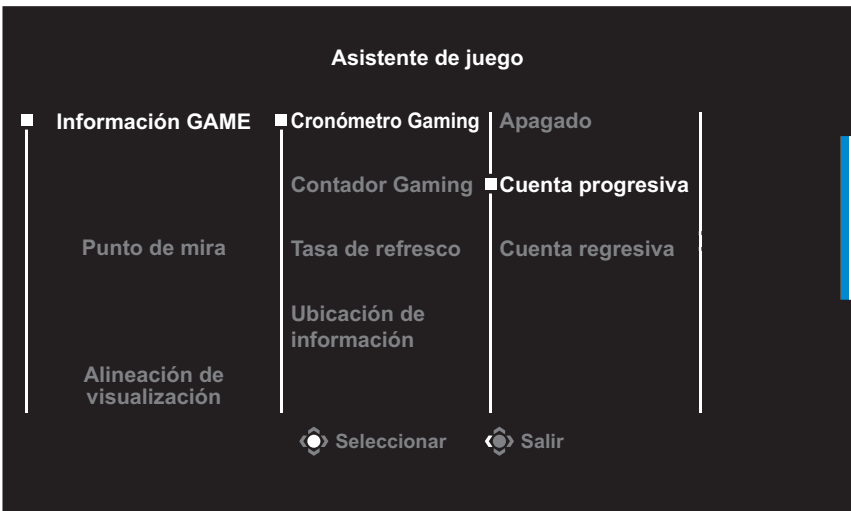 Asistente de juego
Información GAME
Cronómetro Gaming
Apagado
Contador Gaming
Cuenta progresiva
Punto de mira
Tasa de refresco
Cuenta regresiva
Ubicación de
información
Alineación de
visualización
Seleccionar
Salir